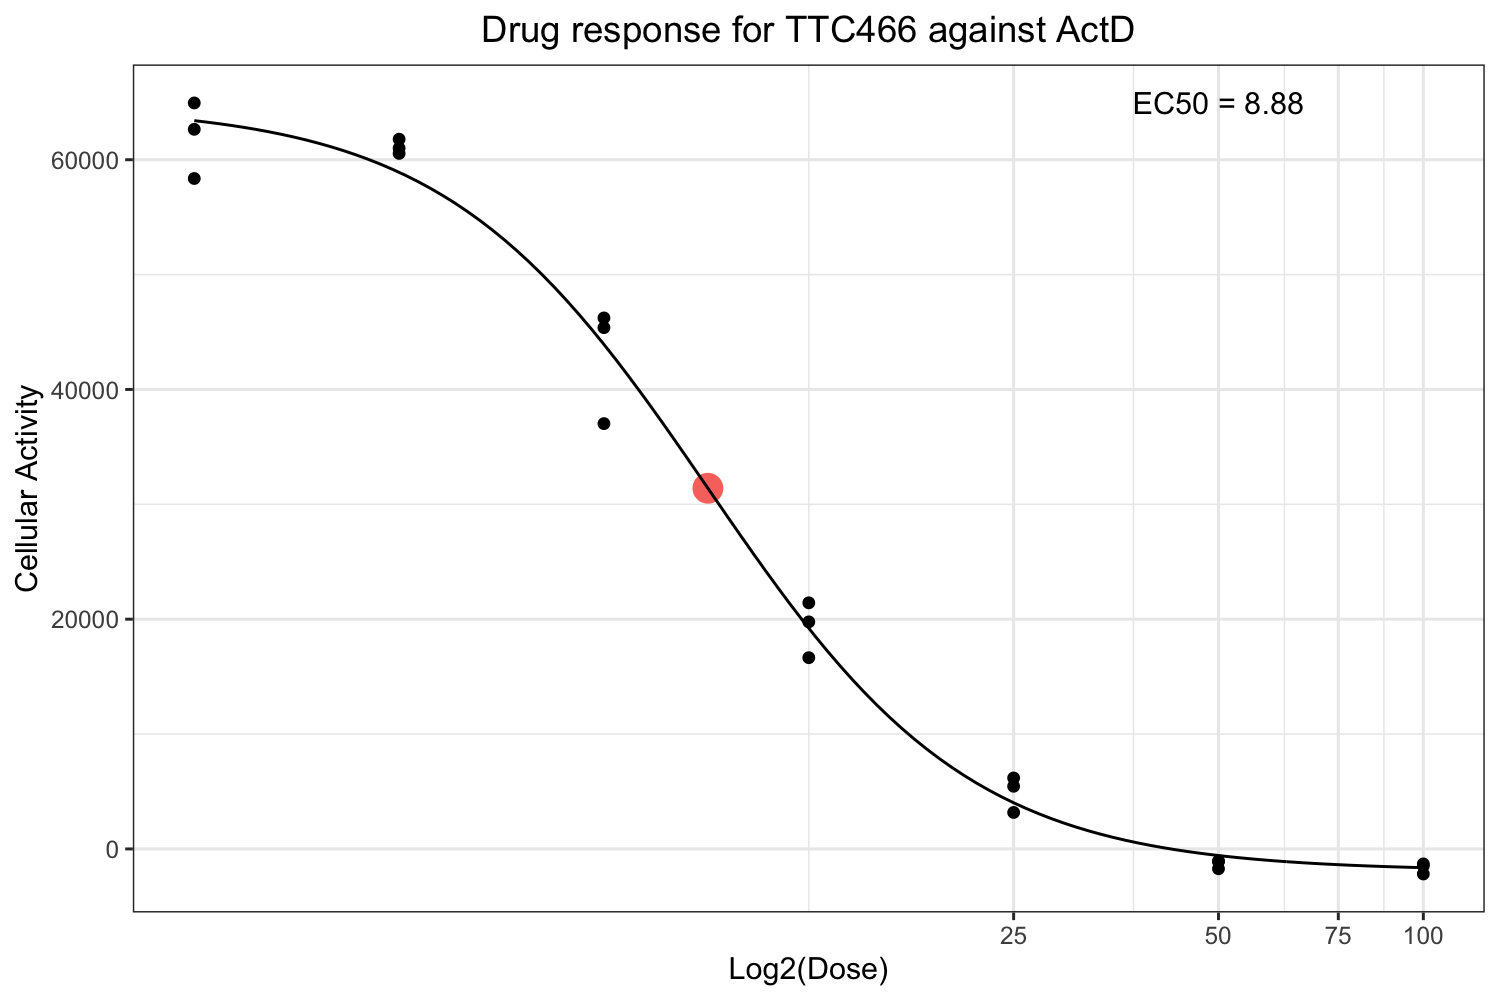 Drug response for TTC466 against ActD
EC50 = 8.88
Cellular Activity
60000
40000
20000
0
25 50 75 100
Log2(Dose)